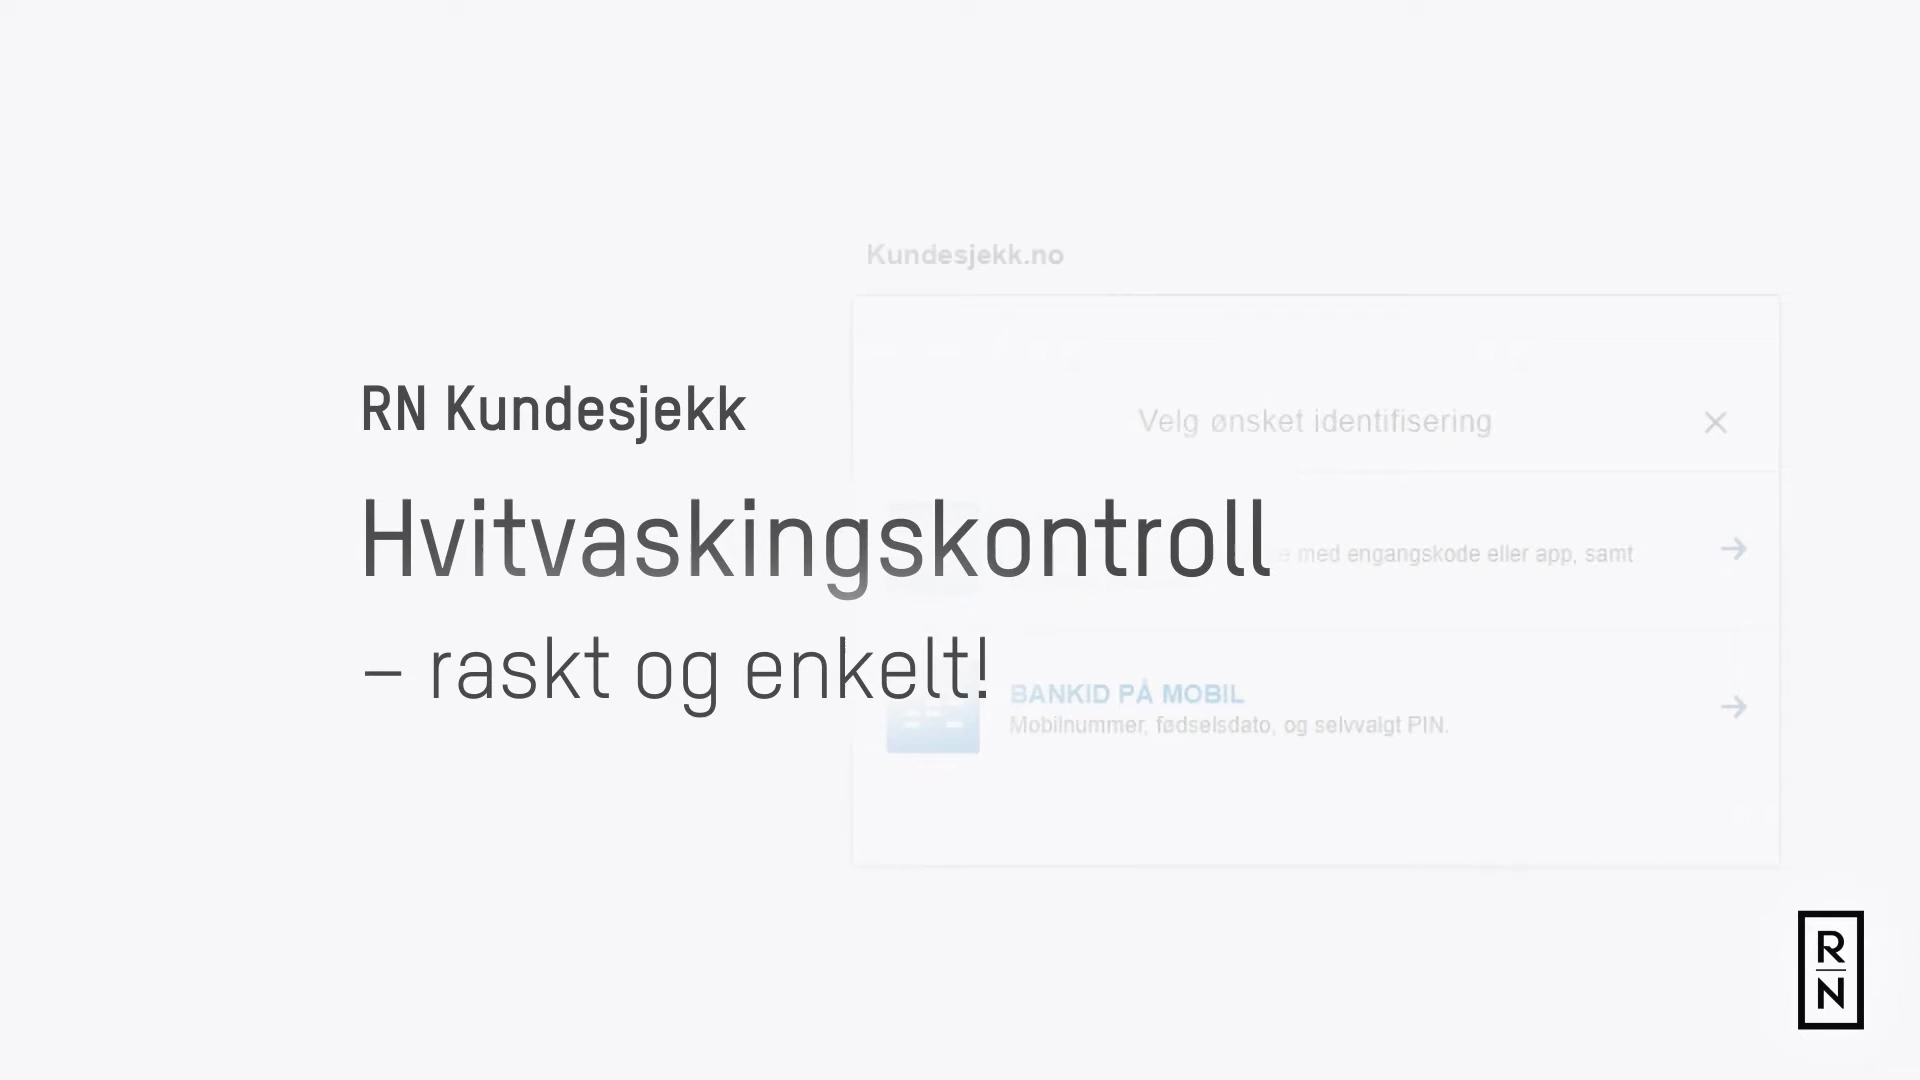 Kundesjekk.no
RN Kundesjekk
Velg ønsket identifisering
Hvitvaskingskontroll
med engangskode eller app, samt
– raskt og enkelt!
BANKID PÅ MOBIL
Mobilnummer, fødselsdato, og selvvalgt PIN.
R
N